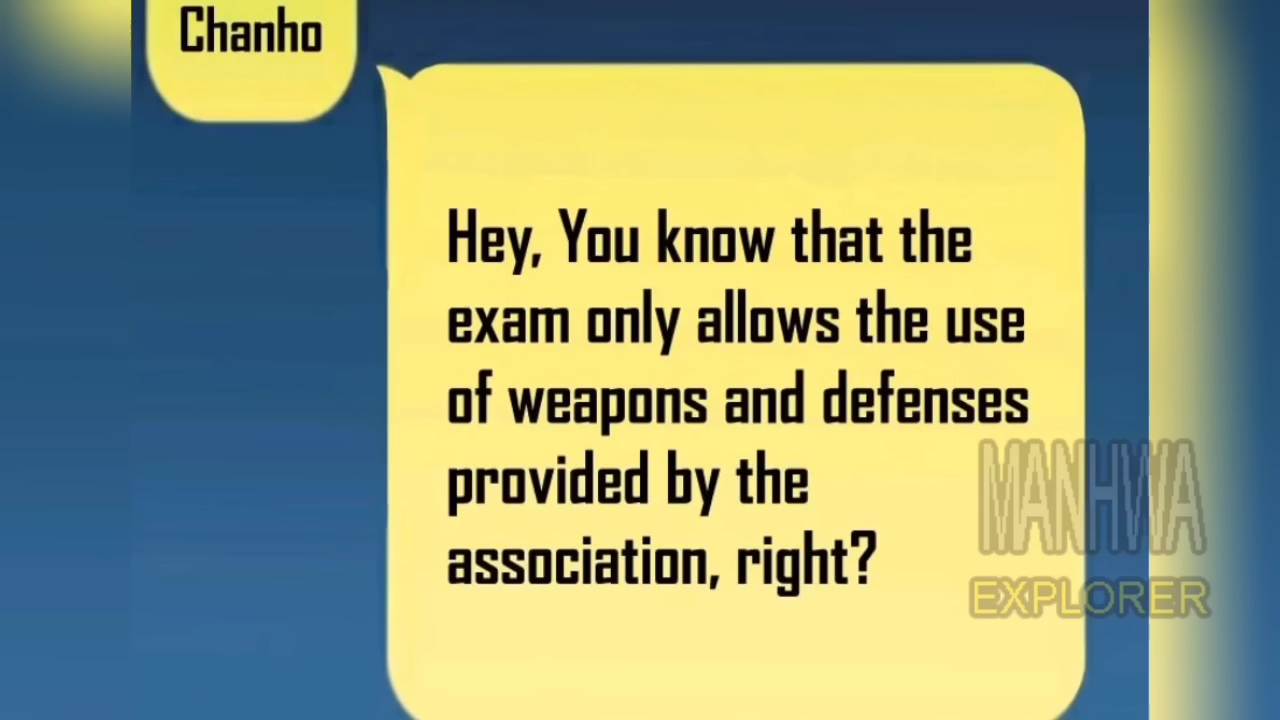 Chanho
Hey, You know that the
exam only allows the use
of weapons and defenses
provided by the
association, right?
MANHWA
EXPLORER